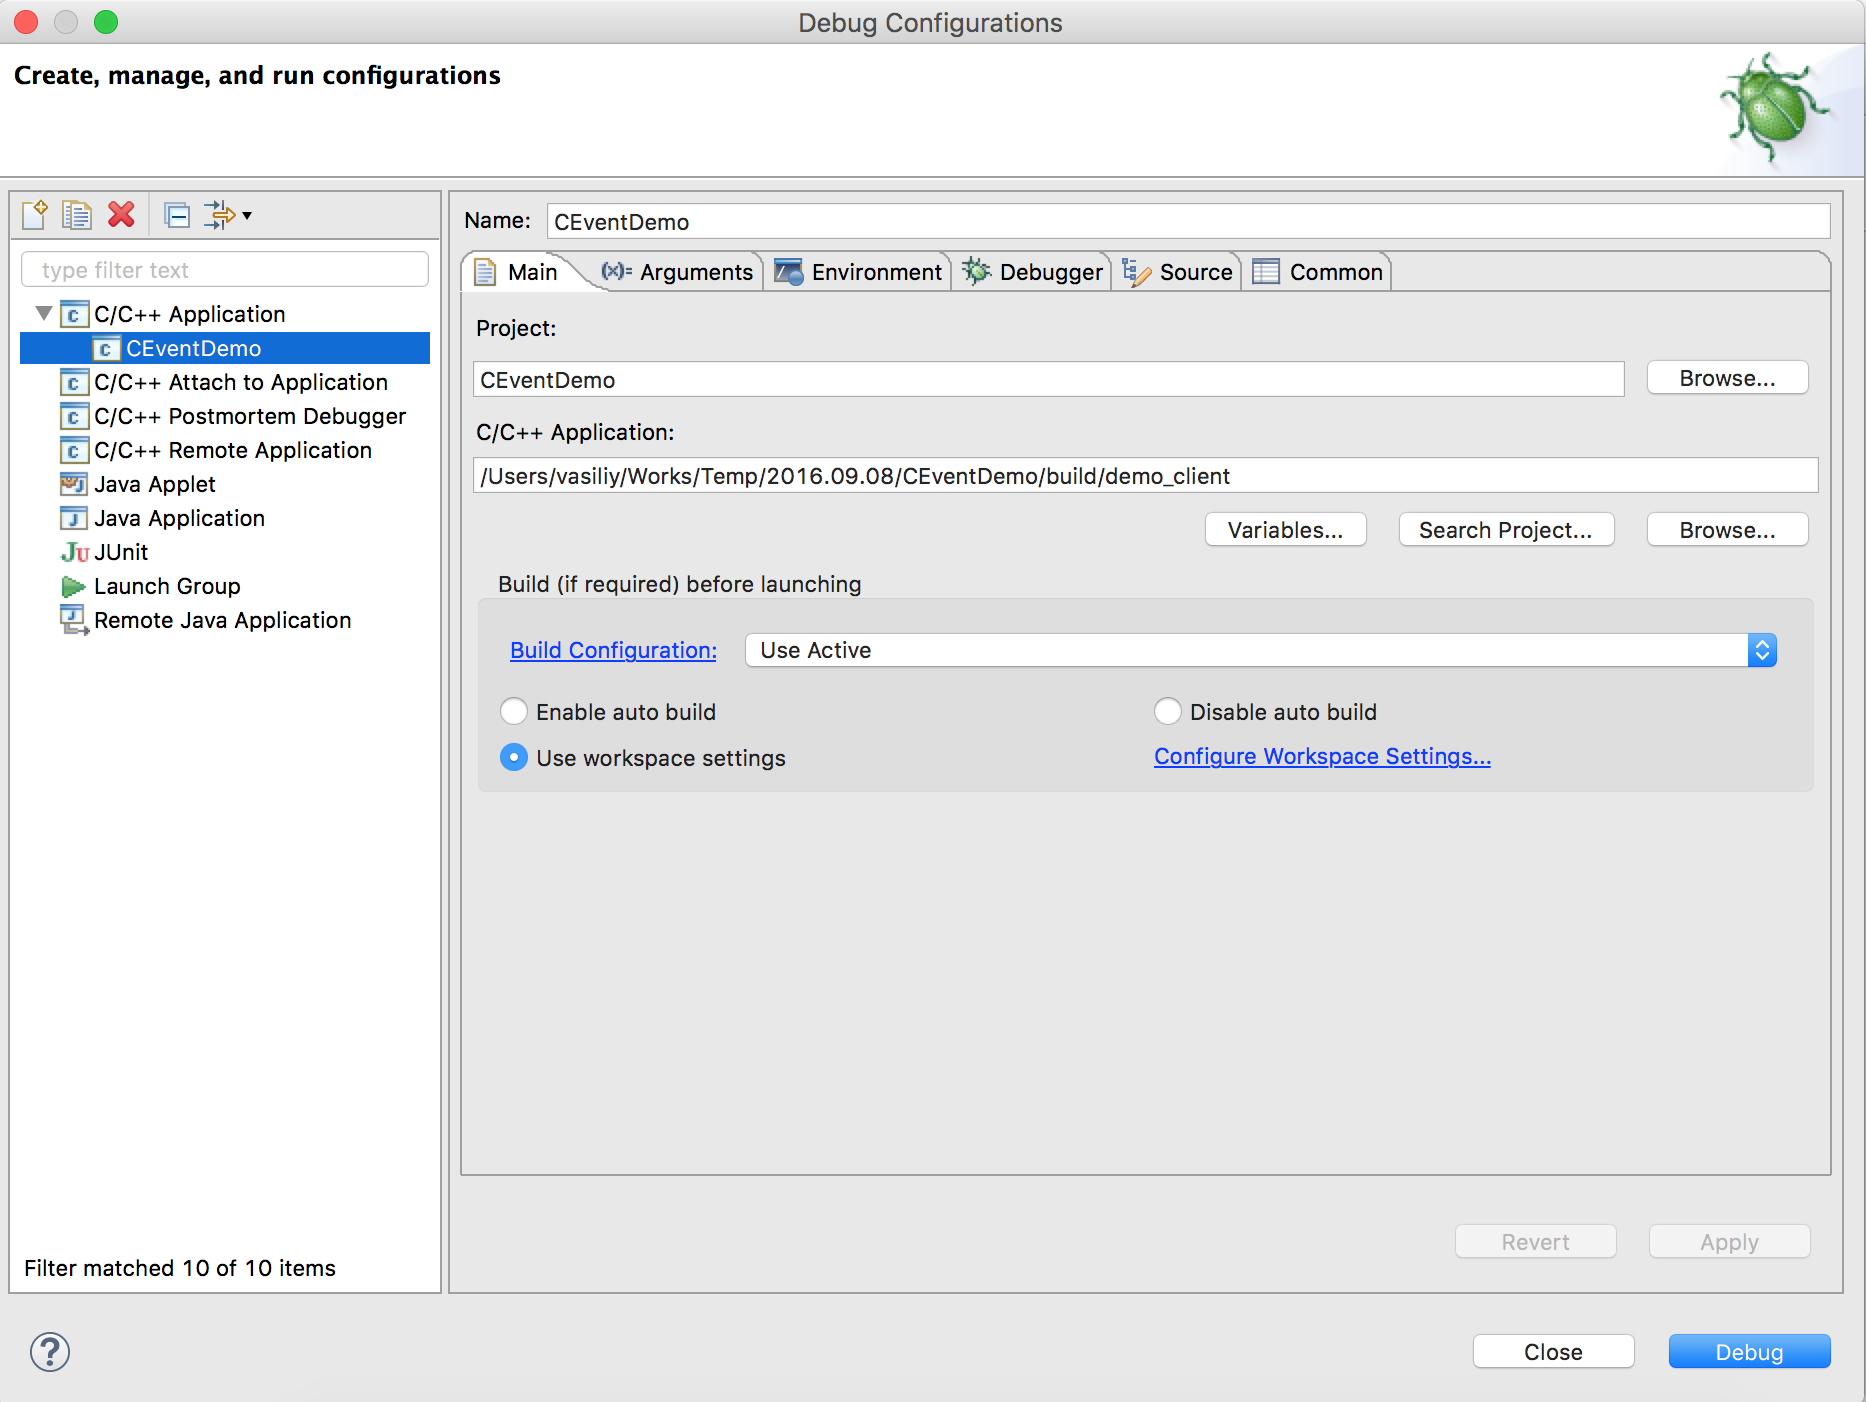 Debug Configurations
Create, manage, and run configurations
type filter text
C/C++ Application
CEventDemo
C/C++ Attach to Application
C/C++ Postmortem Debugger
C/C++ Remote Application
Java Applet
Java Application
JUnit
Launch Group
Remote Java Application
Filter matched 10 of 10 items
Name: CEventDemo
Main (x)= Arguments Environment Debugger Source Common
Project:
CEventDemo Browse...
C/C++ Application:
/Users/vasiliy/Works/Temp/2016.09.08/CEventDemo/build/demo_client
Variables... Search Project... Browse...
Build (if required) before launching
Build Configuration: Use Active
Enable auto build Disable auto build
Use workspace settings Configure Workspace Settings...
Revert Apply
? Close Debug